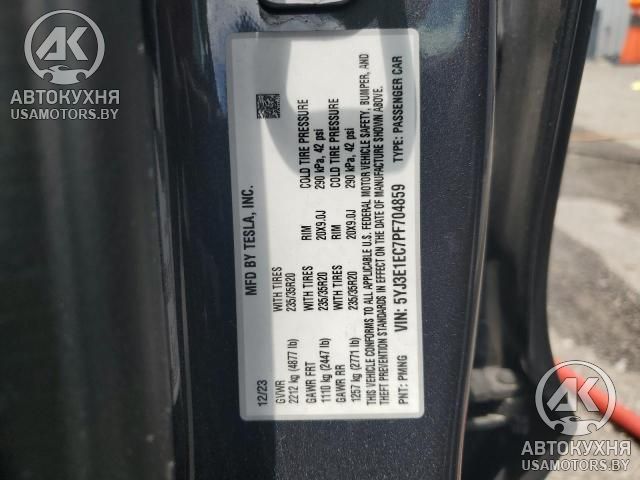 MFD BY TESLA, INC.
12/23
GVWR WITH TIRES RIM COLD TIRE PRESSURE
2212 kg (4877 lb) 235/35R20 20X9.0J 290 kPa, 42 psi
GAWR FRT WITH TIRES RIM COLD TIRE PRESSURE
1110 kg (2447 lb) 235/35R20 20X9.0J 290 kPa, 42 psi
GAWR RR
1257 kg (2771 lb) 235/35R20
THIS VEHICLE CONFORMS TO ALL APPLICABLE U.S. FEDERAL MOTOR VEHICLE SAFETY, BUMPER, AND
THEFT PREVENTION STANDARDS IN EFFECT ON THE DATE OF MANUFACTURE SHOWN ABOVE.
PNT: PMNG VIN: 5YJ3E1EC7PF704859 TYPE: PASSENGER CAR
АК
АВТОКУХНЯ
USAMOTORS.BY
АК
АВТОКУХНЯ
USAMOTORS.BY